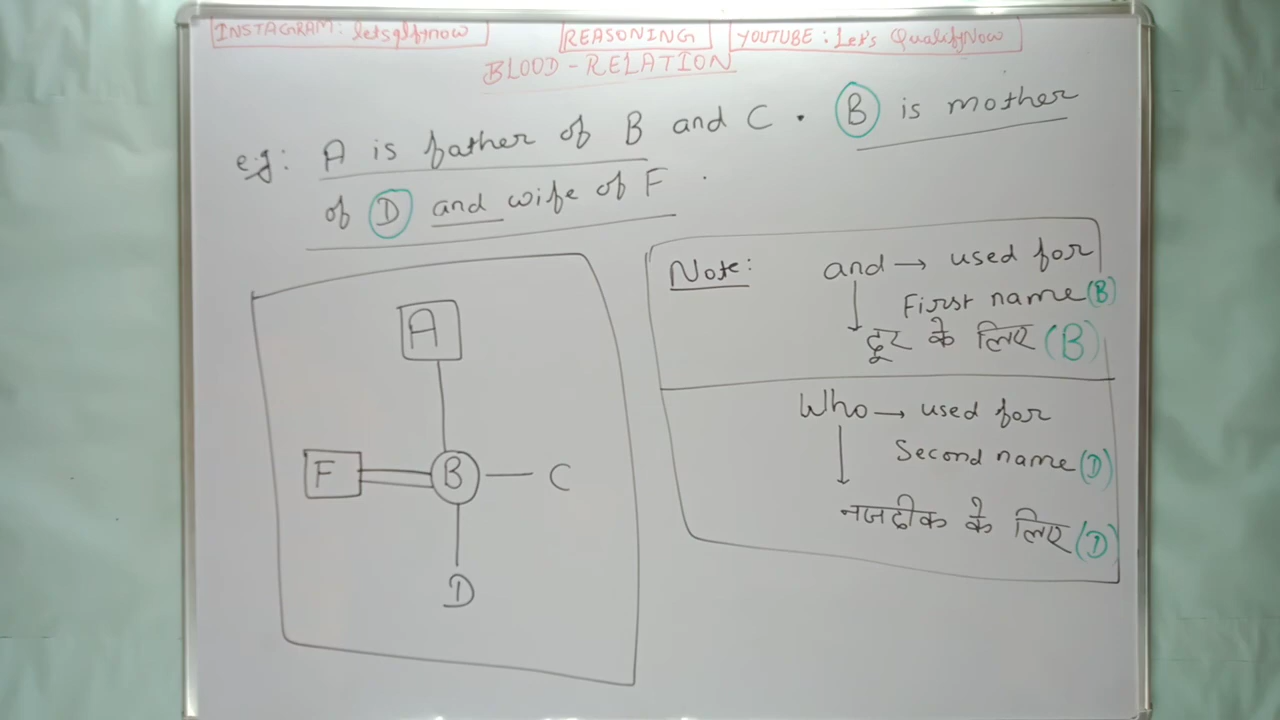 INSTAGRAM: letsqlfynow
REASONING
YOUTUBE: Let's QualifyNow
BLOOD-RELATION
e.g: A is father of B and C. B is mother
of D and wife of F.
A
F B C
D
Note: and → used for
First name (B)
दूर के लिए (B)
Who → used for
Second name (D)
नजदीक के लिए (D)